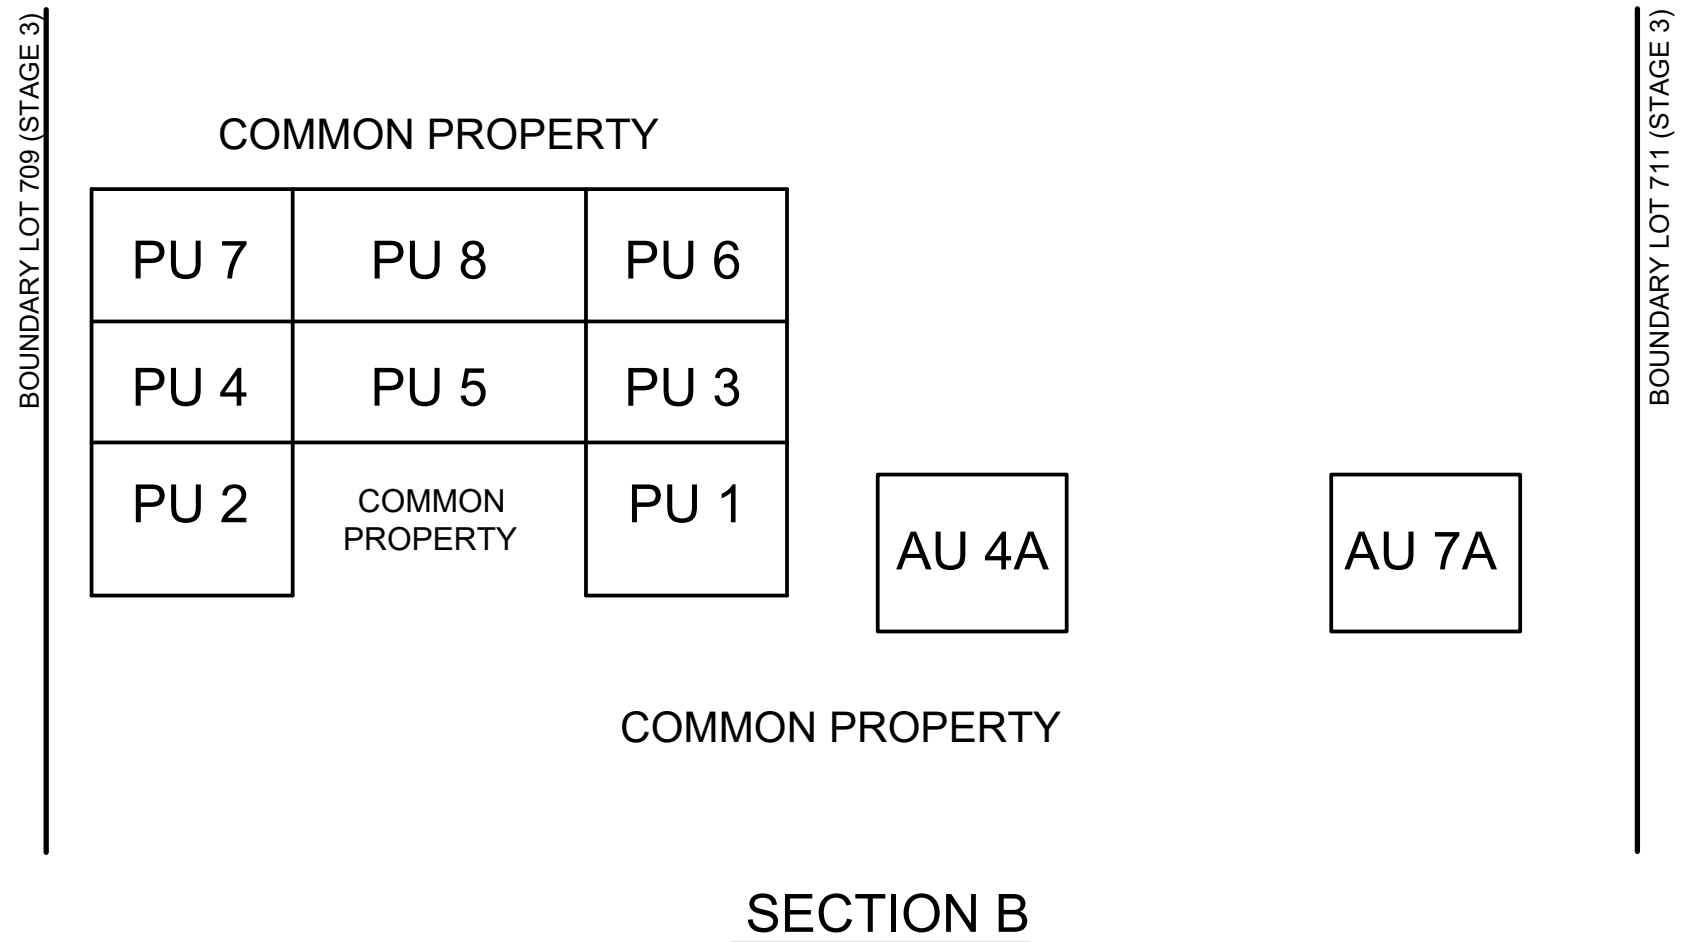 BOUNDARY LOT 709 (STAGE 3)
BOUNDARY LOT 711 (STAGE 3)
COMMON PROPERTY
PU 7
PU 8
PU 6
PU 4
PU 5
PU 3
PU 2
COMMON
PROPERTY
PU 1
AU 4A
AU 7A
COMMON PROPERTY
SECTION B